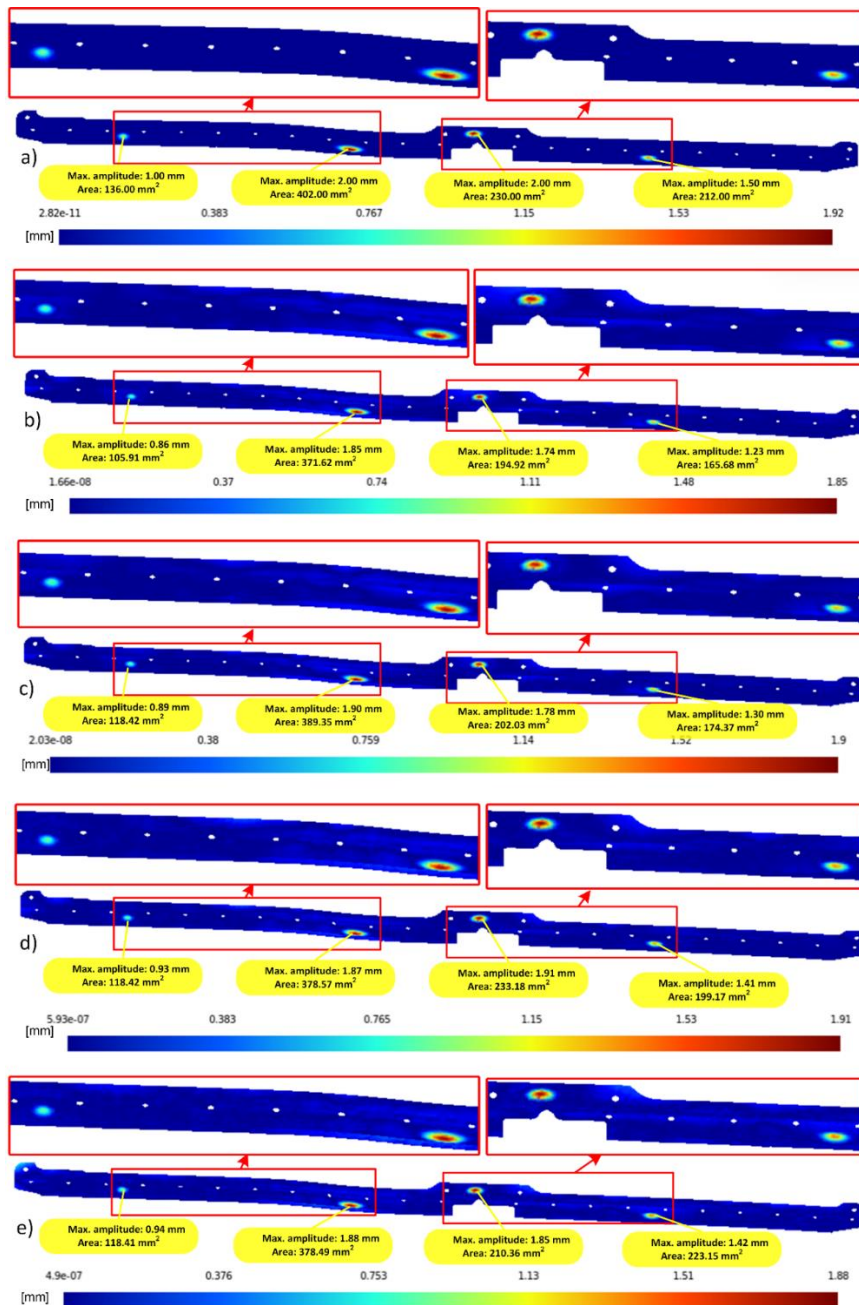 a)
Max. amplitude: 1.00 mm
Area: 136.00 mm²
Max. amplitude: 2.00 mm
Area: 402.00 mm²
Max. amplitude: 2.00 mm
Area: 230.00 mm²
Max. amplitude: 1.50 mm
Area: 212.00 mm²
2.82e-11 0.383 0.767 1.15 1.53 1.92
[mm]
b)
Max. amplitude: 0.86 mm
Area: 105.91 mm²
Max. amplitude: 1.85 mm
Area: 371.62 mm²
Max. amplitude: 1.74 mm
Area: 194.92 mm²
Max. amplitude: 1.23 mm
Area: 165.68 mm²
1.66e-08 0.37 0.74 1.11 1.48 1.85
[mm]
c)
Max. amplitude: 0.89 mm
Area: 118.42 mm²
Max. amplitude: 1.90 mm
Area: 389.35 mm²
Max. amplitude: 1.78 mm
Area: 202.03 mm²
Max. amplitude: 1.30 mm
Area: 174.37 mm²
2.03e-08 0.38 0.759 1.14 1.52 1.9
[mm]
d)
Max. amplitude: 0.93 mm
Area: 118.42 mm²
Max. amplitude: 1.87 mm
Area: 378.57 mm²
Max. amplitude: 1.91 mm
Area: 233.18 mm²
Max. amplitude: 1.41 mm
Area: 199.17 mm²
5.93e-07 0.383 0.765 1.15 1.53 1.91
[mm]
e)
Max. amplitude: 0.94 mm
Area: 118.41 mm²
Max. amplitude: 1.88 mm
Area: 378.49 mm²
Max. amplitude: 1.85 mm
Area: 210.36 mm²
Max. amplitude: 1.42 mm
Area: 223.15 mm²
4.9e-07 0.376 0.753 1.13 1.51 1.88
[mm]